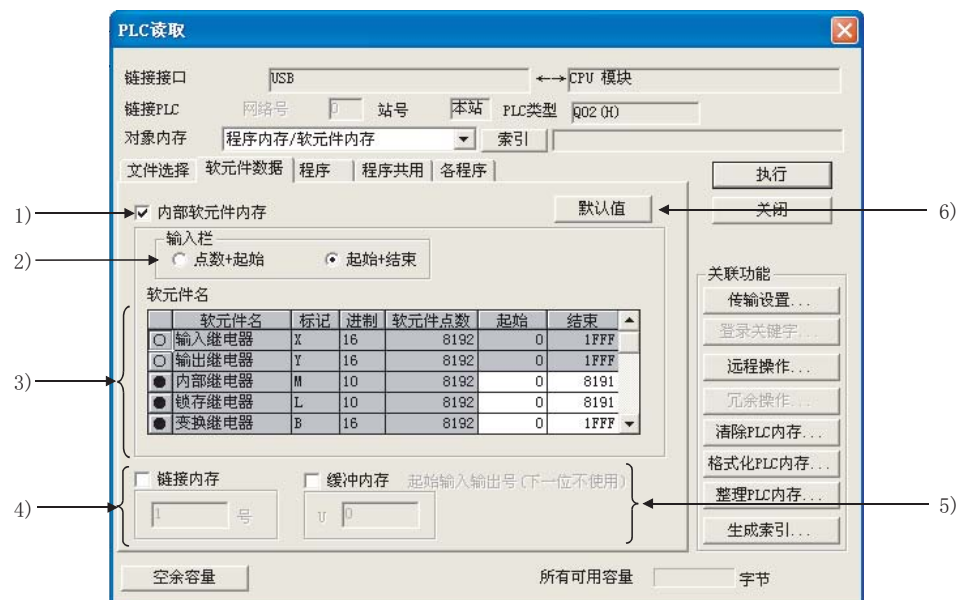 PLC读取
链接接口 USB ←→ CPU 模块
链接PLC 网络号 0 站号 本站 PLC类型 Q02(H)
对象内存 程序内存/软元件内存 索引
文件选择 软元件数据 程序 程序共用 各程序
执行
1) 内部软元件内存 默认值 6)
关闭
输入栏
2) 点数+起始 起始+结束
关联功能
软元件名
传输设置...
软元件名 标记 进制 软元件点数 起始 结束
输入继电器 X 16 8192 0 1FFF
登录关键字...
输出继电器 Y 16 8192 0 1FFF
远程操作...
3) 内部继电器 M 10 8192 0 8191
锁存继电器 L 10 8192 0 8191
冗余操作...
变换继电器 B 16 8192 0 1FFF
清除PLC内存...
格式化PLC内存...
链接内存 缓冲内存 起始输入输出号(下一位不使用)
整理PLC内存...
4) 1 号 U 0 5)
生成索引...
空余容量 所有可用容量 字节